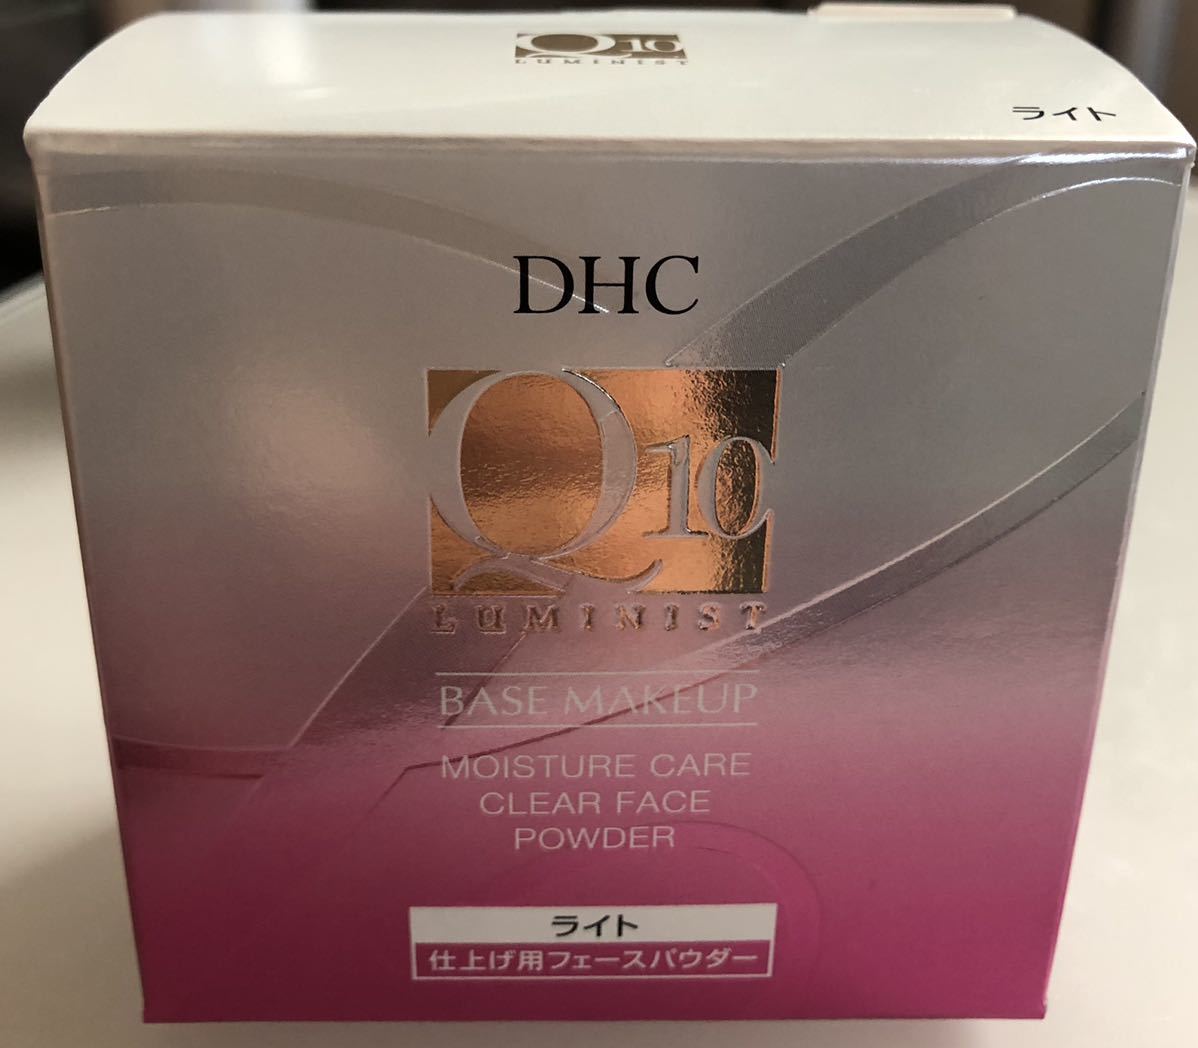 Q10
LUMINIST
ライト
DHC
Q10
LUMINIST
BASE MAKEUP
MOISTURE CARE
CLEAR FACE
POWDER
ライト
仕上げ用フェースパウダー